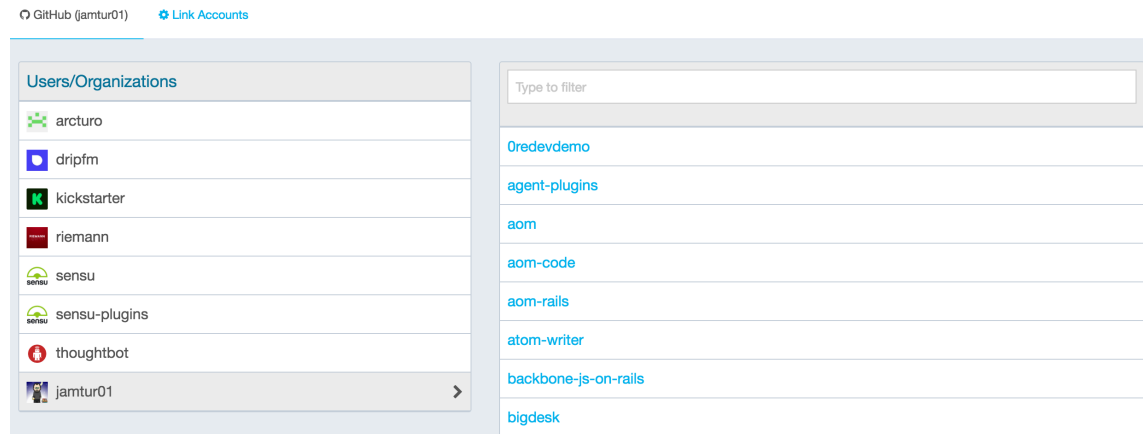 GitHub (jamtur01) Link Accounts
Users/Organizations
arcturo
dripfm
kickstarter
riemann
sensu
sensu-plugins
thoughtbot
jamtur01
Type to filter
0redevdemo
agent-plugins
aom
aom-code
aom-rails
atom-writer
backbone-js-on-rails
bigdesk